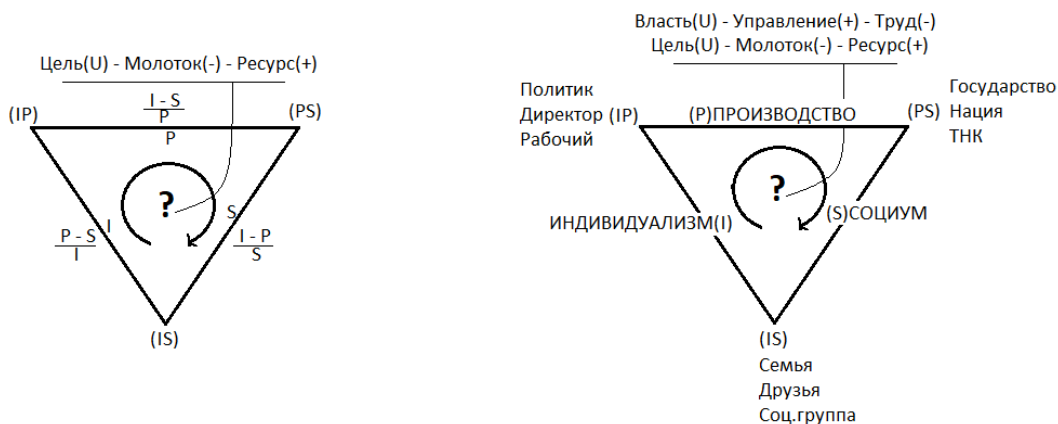 Цель(U) - Молоток(-) - Ресурс(+)
I - S
P
(IP)
(PS)
P
?
I
S
P - S
I
I - P
S
(IS)
Власть(U) - Управление(+) - Труд(-)
Цель(U) - Молоток(-) - Ресурс(+)
Политик
Директор (IP)
Рабочий
(P)ПРОИЗВОДСТВО
(PS)
Государство
Нация
ТНК
?
ИНДИВИДУАЛИЗМ(I)
(S)СОЦИУМ
(IS)
Семья
Друзья
Соц.группа